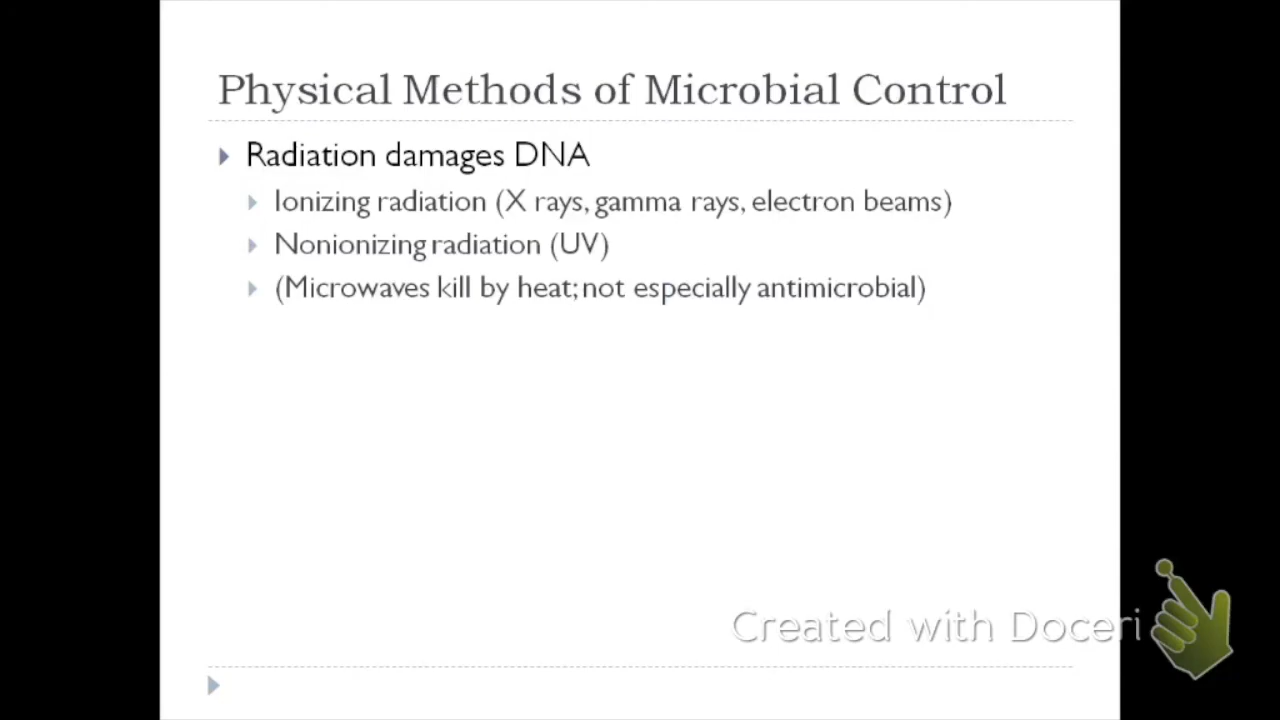 Physical Methods of Microbial Control
Radiation damages DNA
Ionizing radiation (X rays, gamma rays, electron beams)
Nonionizing radiation (UV)
(Microwaves kill by heat; not especially antimicrobial)
Created with Doceri